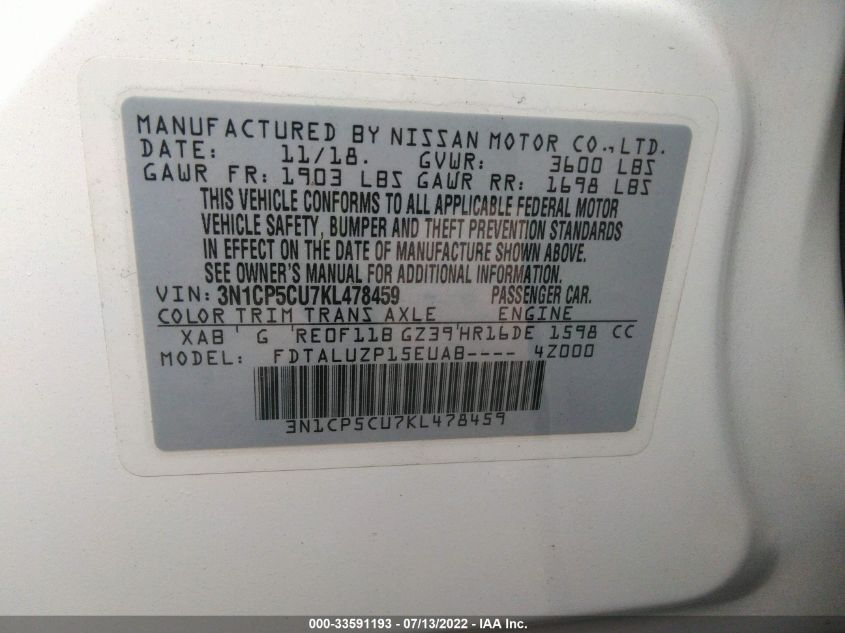 MANUFACTURED BY NISSAN MOTOR CO., LTD.
DATE: 11/18. GVWR: 3600 LBS
GAWR FR: 1903 LBS GAWR RR: 1698 LBS
THIS VEHICLE CONFORMS TO ALL APPLICABLE FEDERAL MOTOR
VEHICLE SAFETY, BUMPER AND THEFT PREVENTION STANDARDS
IN EFFECT ON THE DATE OF MANUFACTURE SHOWN ABOVE.
SEE OWNER'S MANUAL FOR ADDITIONAL INFORMATION.
VIN: 3N1CP5CU7KL478459 PASSENGER CAR.
COLOR TRIM TRANS AXLE ENGINE
XAB ' G 'RE0F11B GZ39'HR16DE 1598 CC
MODEL: FDTALUZP15EUAB---- 4Z000
3N1CP5CU7KL478459
000-33591193 - 07/13/2022 - IAA Inc.